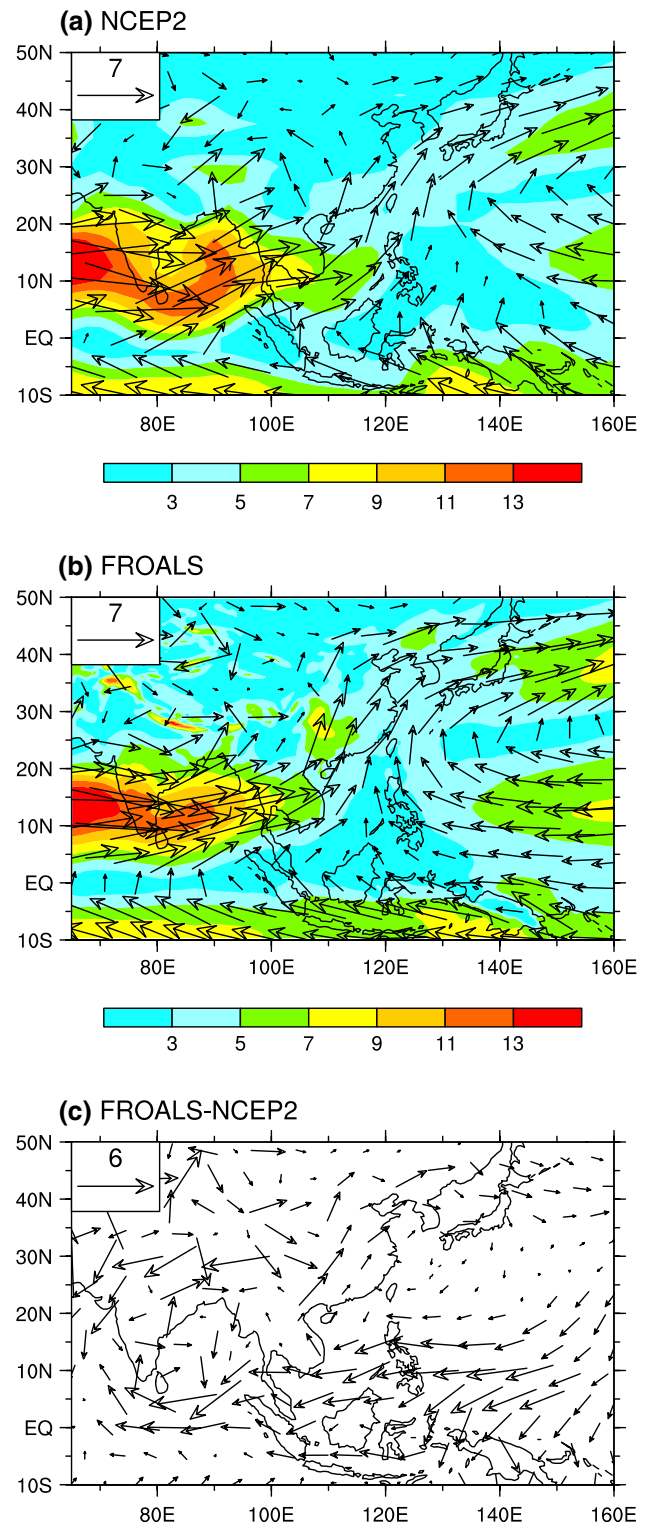 (a) NCEP2
7
50N
40N
30N
20N
10N
EQ
10S
80E 100E 120E 140E 160E
3 5 7 9 11 13
(b) FROALS
7
50N
40N
30N
20N
10N
EQ
10S
80E 100E 120E 140E 160E
3 5 7 9 11 13
(c) FROALS-NCEP2
6
50N
40N
30N
20N
10N
EQ
10S
80E 100E 120E 140E 160E